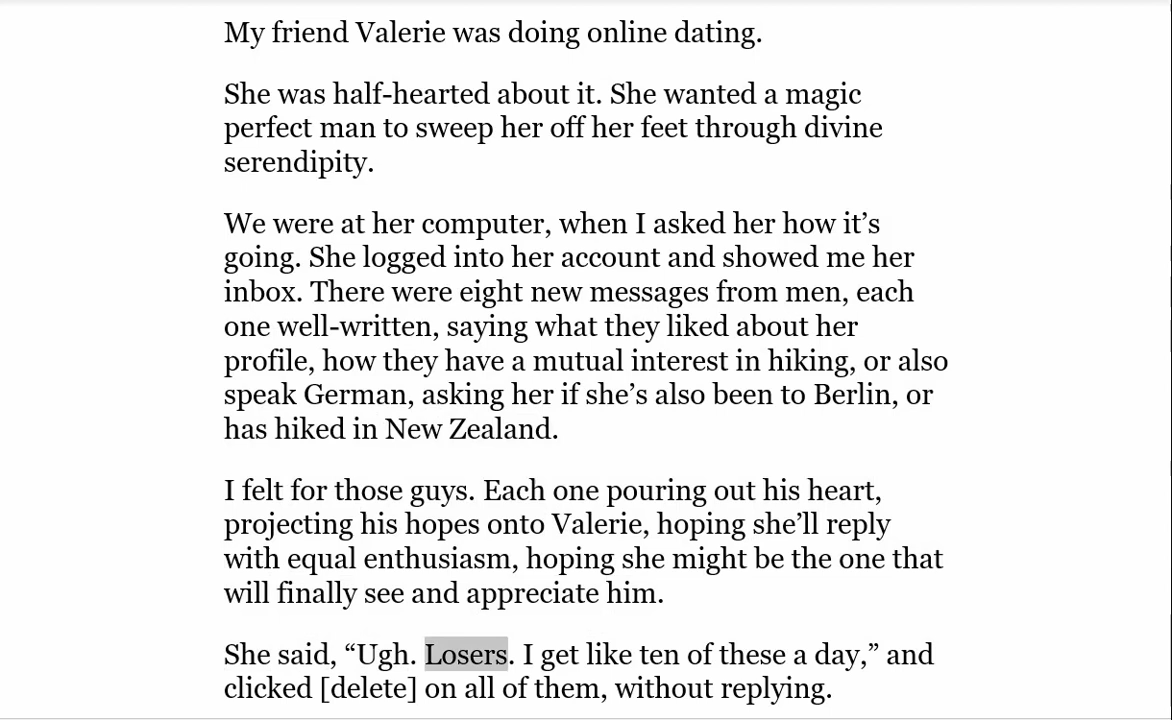 My friend Valerie was doing online dating.
She was half-hearted about it. She wanted a magic
perfect man to sweep her off her feet through divine
serendipity.
We were at her computer, when I asked her how it’s
going. She logged into her account and showed me her
inbox. There were eight new messages from men, each
one well-written, saying what they liked about her
profile, how they have a mutual interest in hiking, or also
speak German, asking her if she’s also been to Berlin, or
has hiked in New Zealand.
I felt for those guys. Each one pouring out his heart,
projecting his hopes onto Valerie, hoping she’ll reply
with equal enthusiasm, hoping she might be the one that
will finally see and appreciate him.
She said, “Ugh. Losers. I get like ten of these a day,” and
clicked [delete] on all of them, without replying.